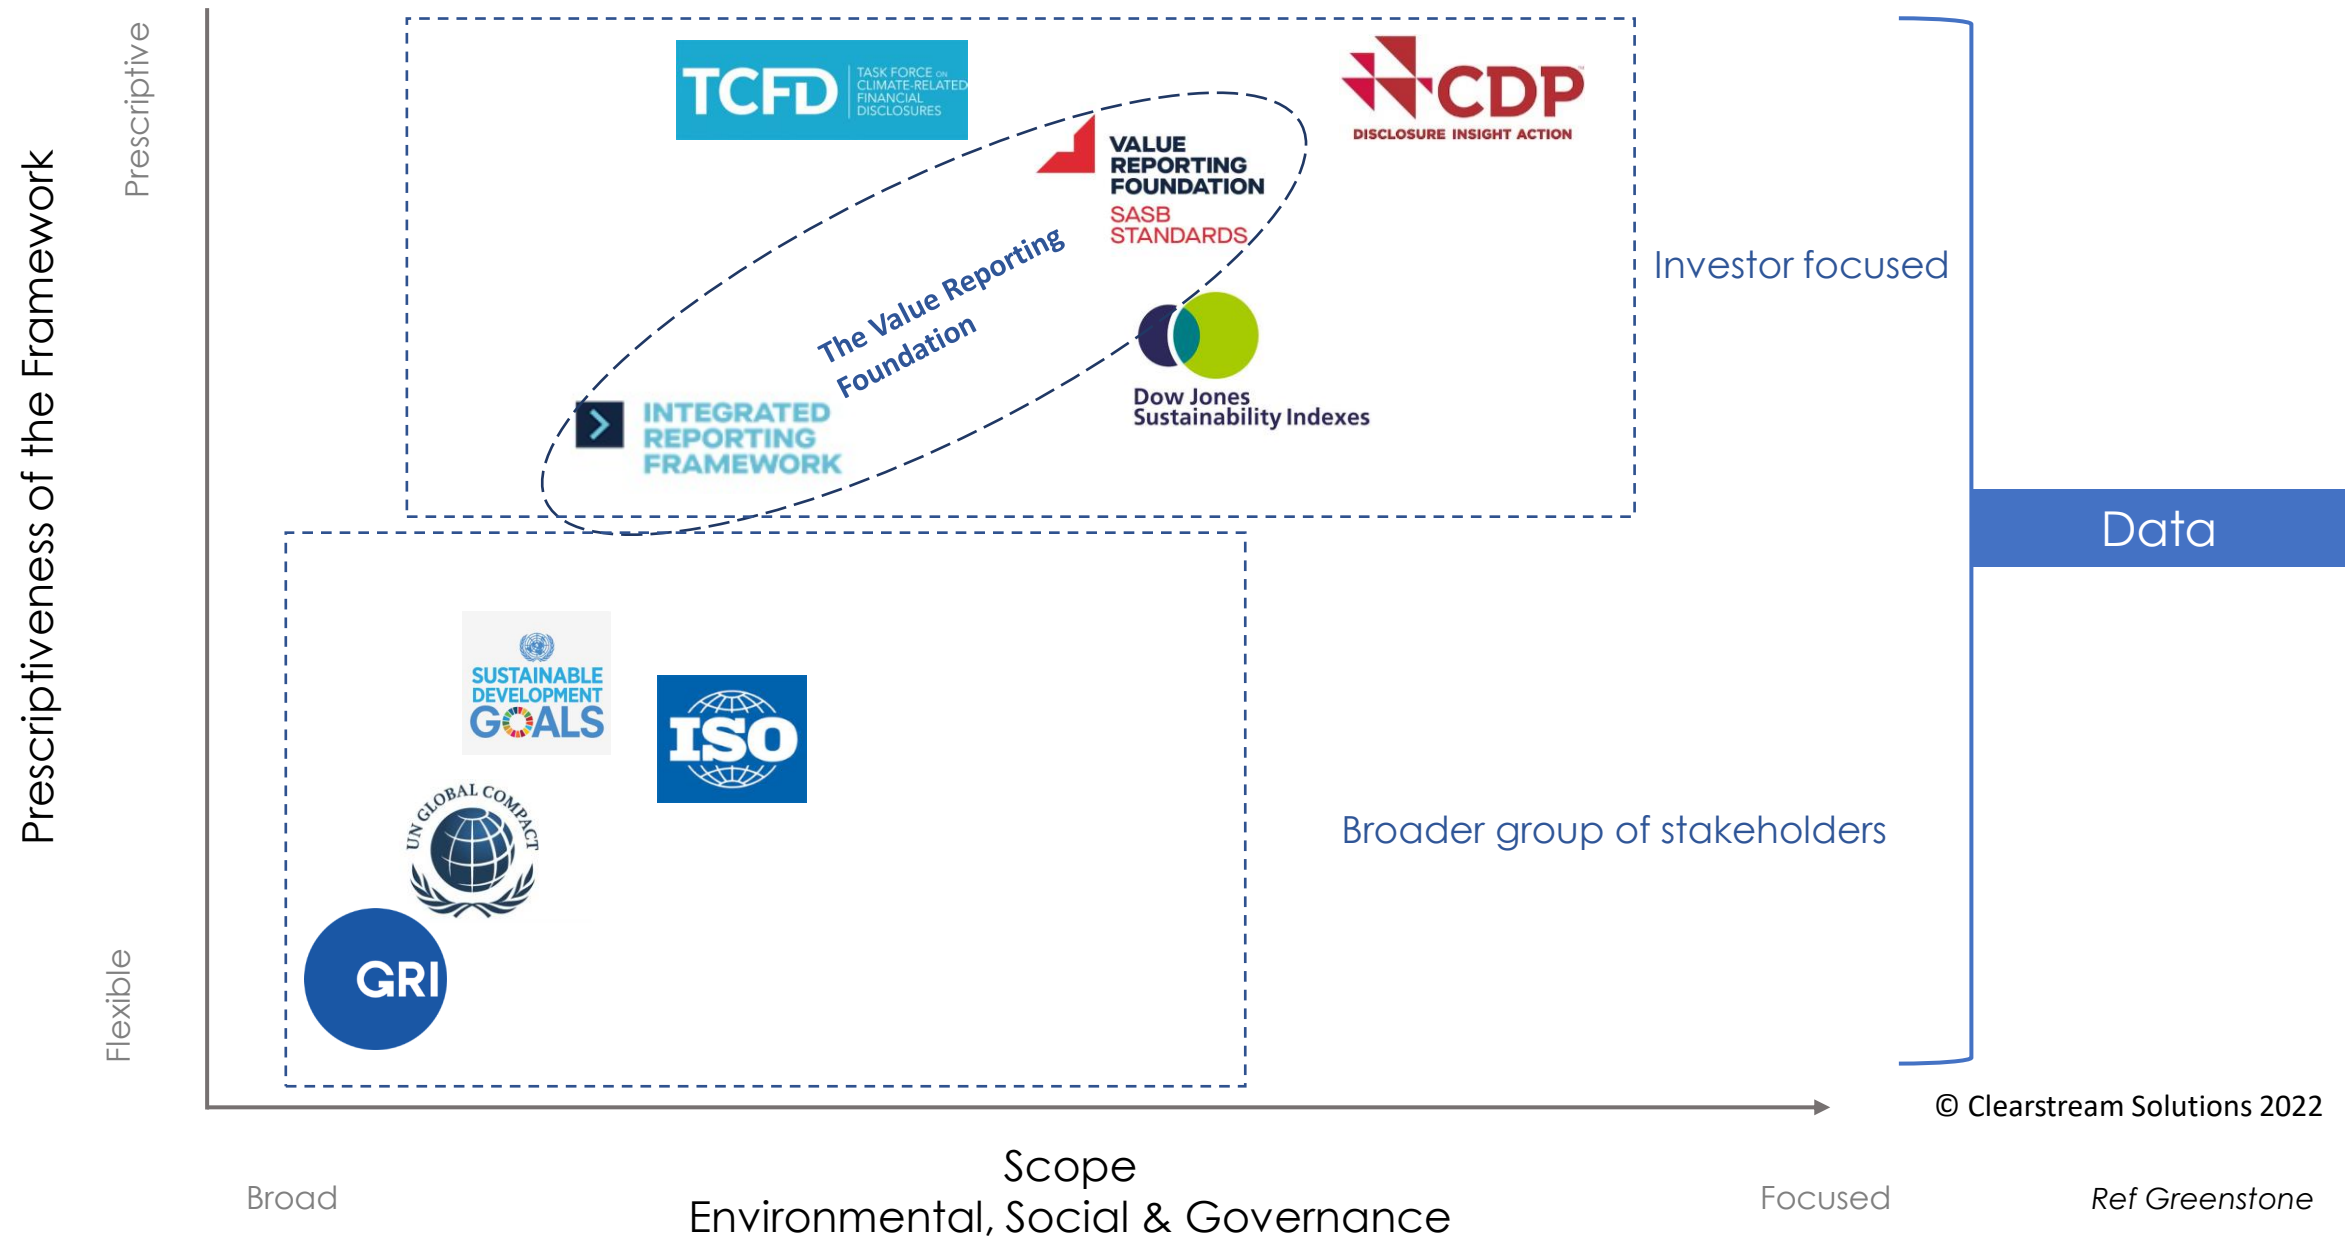 Prescriptiveness of the Framework
Prescriptive
Flexible
TCFD
TASK FORCE ON
CLIMATE-RELATED
FINANCIAL
DISCLOSURES
CDP
DISCLOSURE INSIGHT ACTION
VALUE
REPORTING
FOUNDATION
SASB
STANDARDS
The Value Reporting
Foundation
Investor focused
Dow Jones
Sustainability Indexes
INTEGRATED
REPORTING
FRAMEWORK
Data
SUSTAINABLE
DEVELOPMENT
GOALS
ISO
UN GLOBAL COMPACT
Broader group of stakeholders
GRI
© Clearstream Solutions 2022
Scope
Environmental, Social & Governance
Broad
Focused
Ref Greenstone